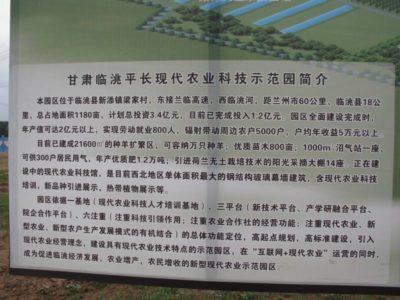 甘肃临洮平长现代农业科技示范园简介
本园区位于临洮县新添镇梁家村，东接兰临高速，西临洮河，距兰州市60公里，临洮县18公里，总占地面积1180亩，计划总投资3.4亿元，目前已完成投入1.2亿元　园区全面建设完成时，
年产值可达2亿元以上，实现劳动就业800人，辐射带动周边农户5000户，户均年收益5万元以上。
目前已建成21600㎡的种羊扩繁区，可容纳万只种羊，优质苗木800亩，1000m³沼气站一座，
可供300户居民用气，年产优质肥1.2万吨；引进荷兰无土栽培技术的阳光采摘大棚14座　正在建
设中的现代农业科技馆，是目前西北地区单体面积最大的钢结构玻璃幕墙建筑，含现代农业科技
培训，新品种引进展示，热带植物展示等。
园区依据一基地（现代农业科技人才培训基地），三平台（新技术平台、产学研融合平台、
院企合作平台），六注重（注重科技引领作用；注重农业合作社的经营功能；注重现代农业、新
型农业、新型农户生产发展模式的有机结合）的总体功能定位，高起点规划，高标准建设，引入
现代农业经营理念，建设具有现代农业技术特点的示范园区，在“互联网+现代农业”运营的同时，
成为促进临洮经济发展，农业增产，农民增收的新型现代农业示范园区．